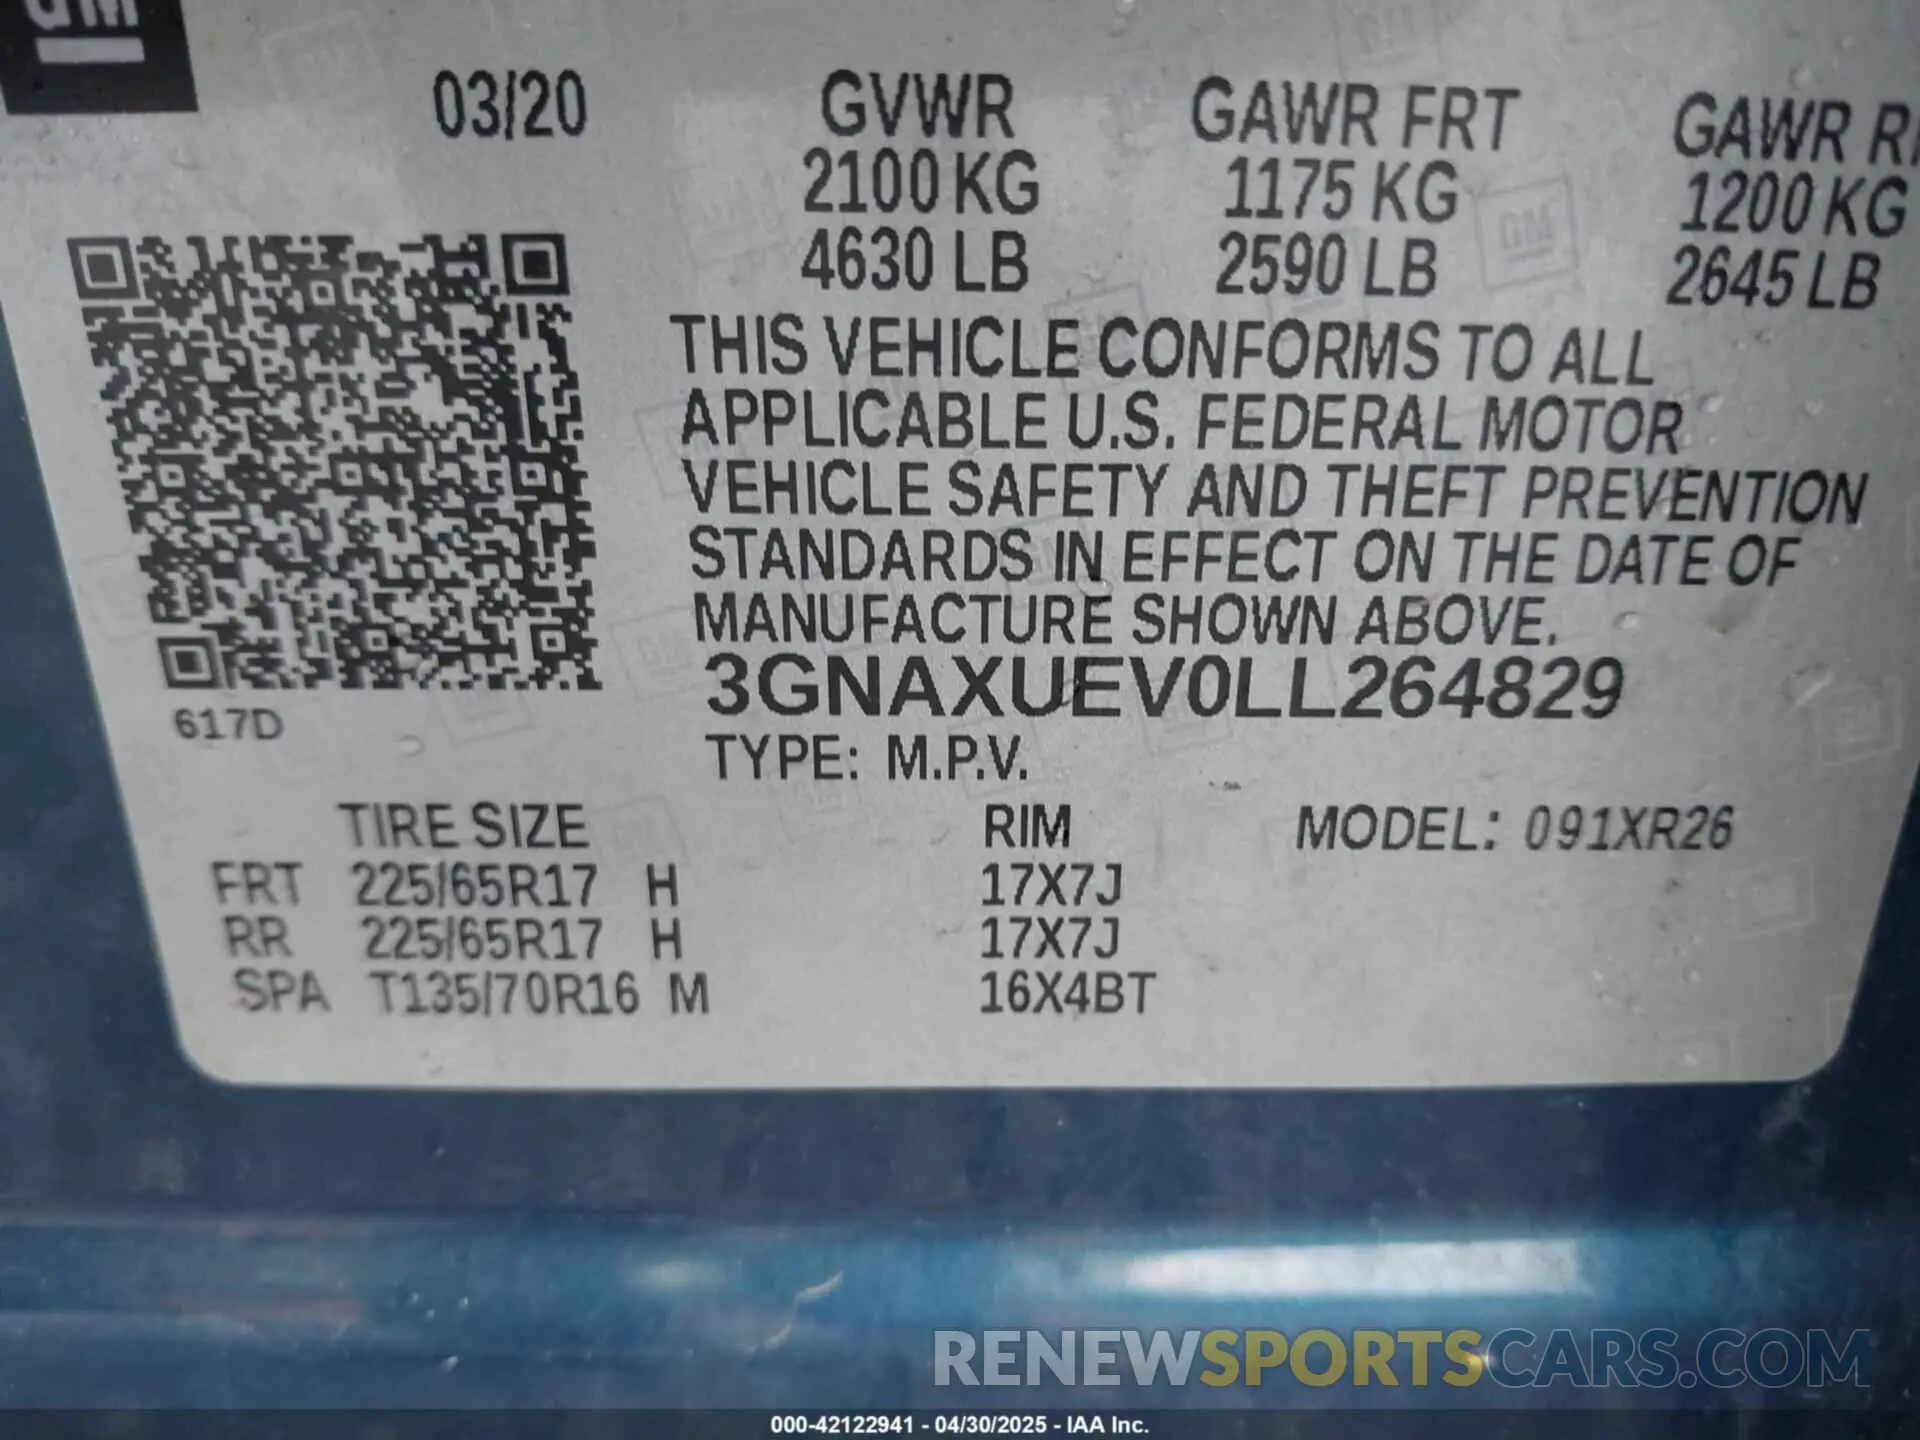 GM
03/20 GVWR GAWR FRT GAWR
2100 KG 1175 KG 1200 KG
4630 LB 2590 LB 2645 LB
THIS VEHICLE CONFORMS TO ALL
APPLICABLE U.S. FEDERAL MOTOR
VEHICLE SAFETY AND THEFT PREVENTION
STANDARDS IN EFFECT ON THE DATE OF
MANUFACTURE SHOWN ABOVE.
3GNAXUEV0LL264829
617D
TYPE: M.P.V.
TIRE SIZE RIM MODEL: 091XR26
FRT 225/65R17 H 17X7J
RR 225/65R17 H 17X7J
SPA T135/70R16 M 16X4BT
RENEWSPORTSCARS.COM
000-42122941 - 04/30/2025 - IAA Inc.